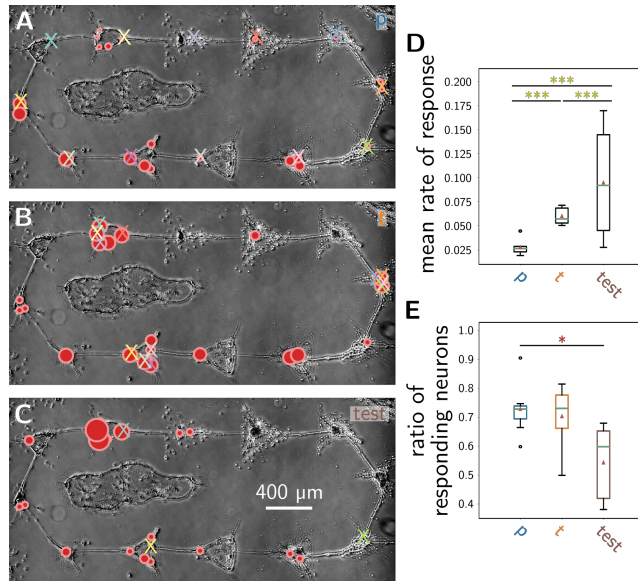 A
p
B
t
C
test
400 µm
D
mean rate of response
***
*** ***
0.200
0.175
0.150
0.125
0.100
0.075
0.050
0.025
p t test
E
ratio of
responding neurons
*
1.0
0.9
0.8
0.7
0.6
0.5
0.4
p t test